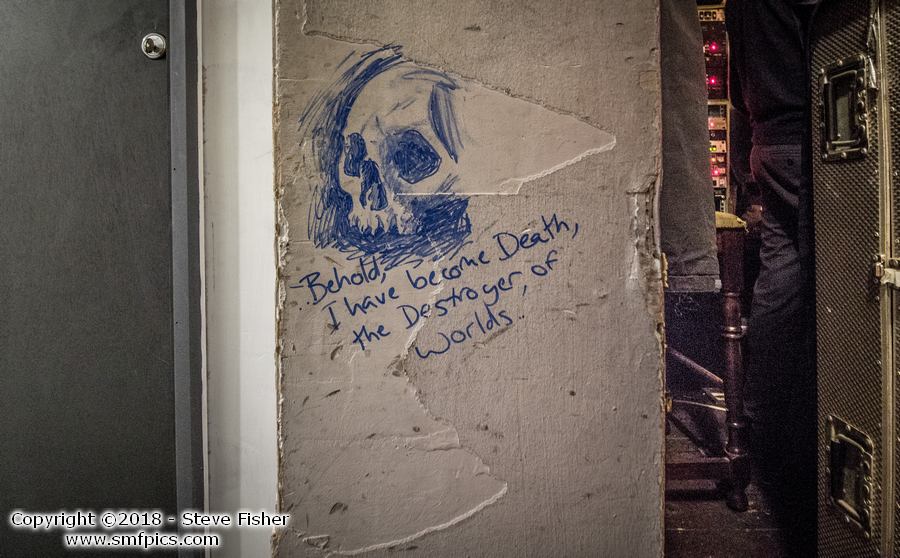 ..Behold,
I have become Death,
the Destroyer, of
Worlds..
Copyright ©2018 - Steve Fisher
www.smfpics.com